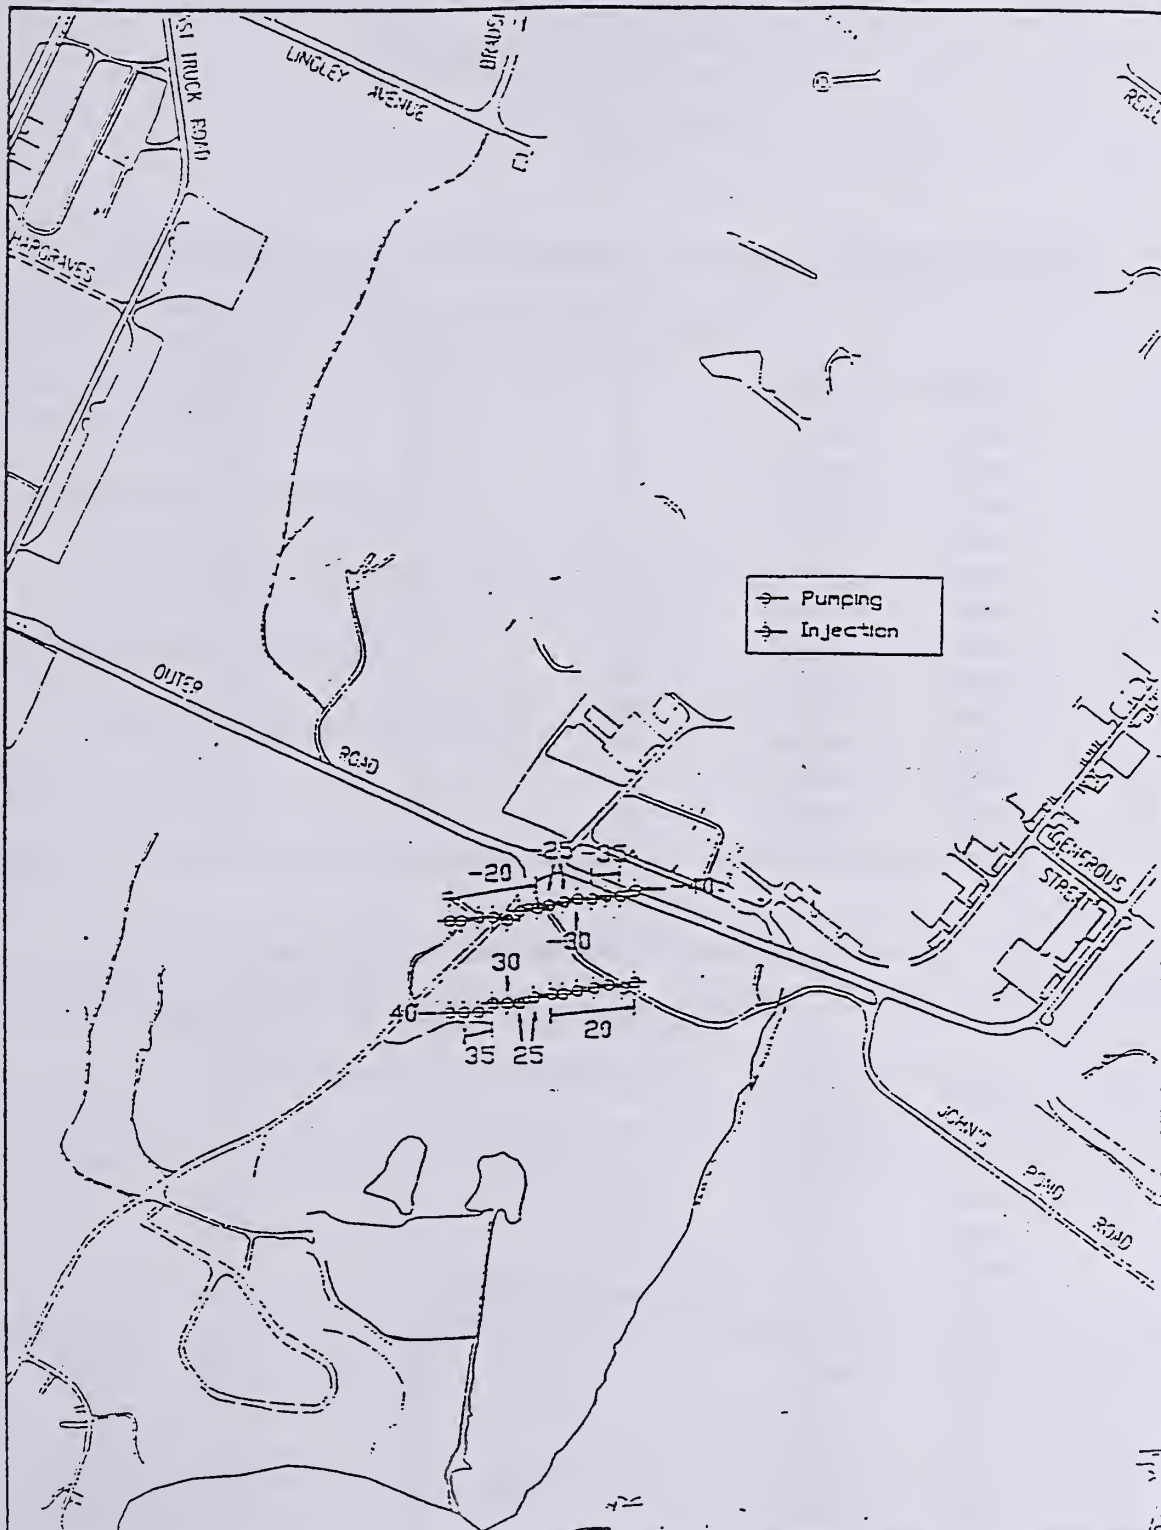 LINGLEY
AVENUE
TRUCK ROAD
HARGRAVES
Pumping
Injection
OUTER
ROAD
-20
-25
-35
-40
-30
30
40
35
25
20
GENEROUS
STREET
JOHN'S
POND
ROAD